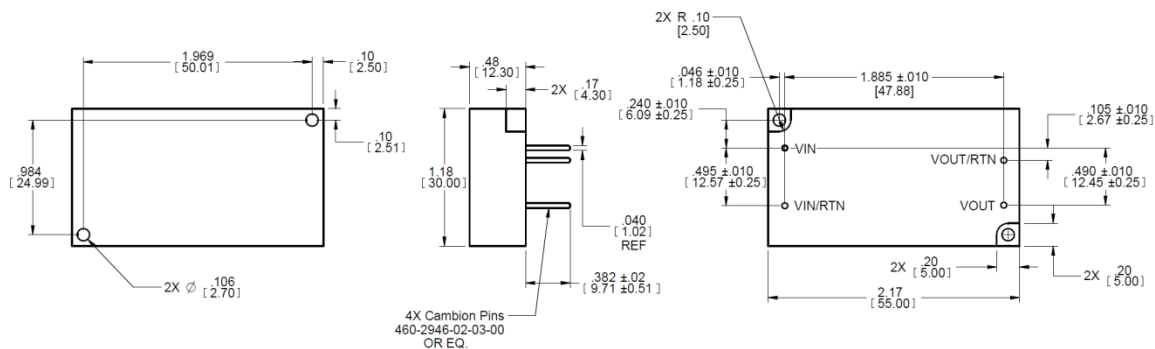 1.969
[ 50.01 ]
.10
[ 2.50 ]
.10
[ 2.51 ]
.984
[ 24.99 ]
2X Ø .106
[ 2.70 ]
.48
[ 12.30 ]
2X .17
[ 4.30 ]
1.18
[ 30.00 ]
.040
[ 1.02 ]
REF
.382 ±.02
[ 9.71 ±0.51 ]
4X Cambion Pins
460-2946-02-03-00
OR EQ.
2X R .10
[2.50]
.046 ±.010
[ 1.18 ±0.25 ]
1.885 ±.010
[47.88]
.240 ±.010
[ 6.09 ±0.25 ]
.105 ±.010
[ 2.67 ±0.25 ]
VIN
VOUT/RTN
.495 ±.010
[ 12.57 ±0.25 ]
.490 ±.010
[ 12.45 ±0.25 ]
VIN/RTN
VOUT
2X .20
[ 5.00 ]
2X .20
[ 5.00 ]
2.17
[ 55.00 ]